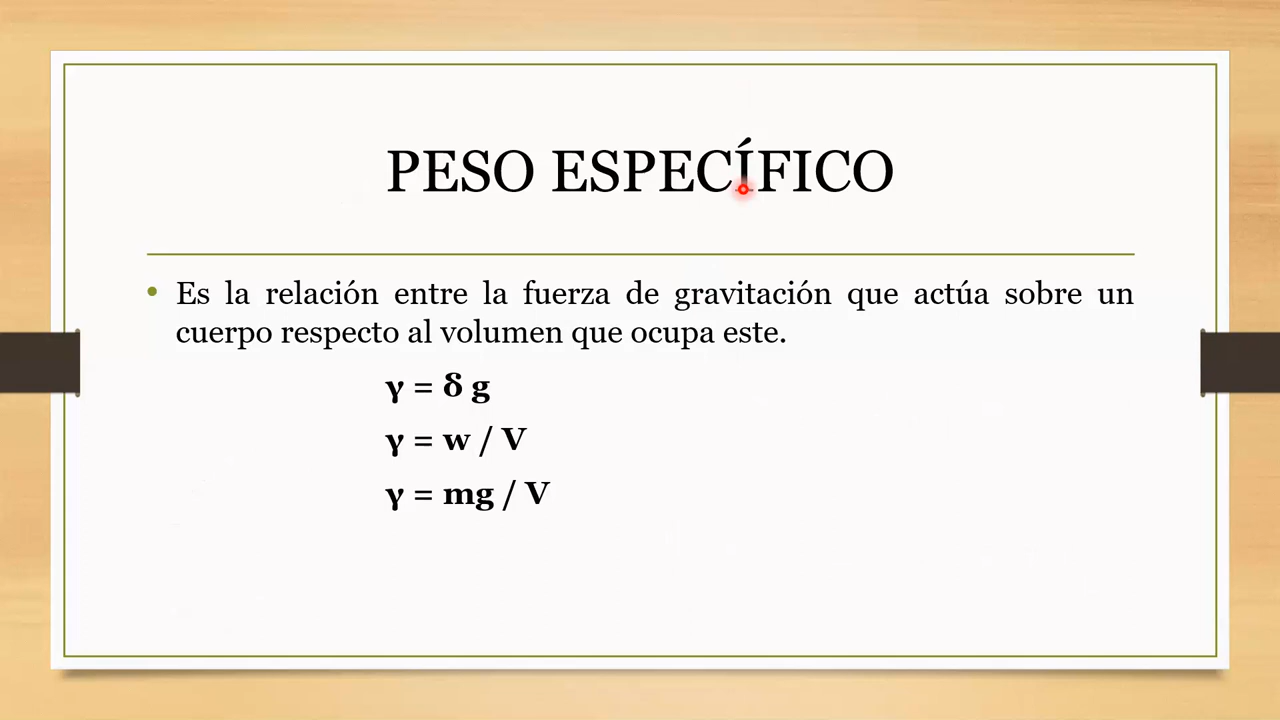 PESO ESPECÍFICO
• Es la relación entre la fuerza de gravitación que actúa sobre un
cuerpo respecto al volumen que ocupa este.
γ = δ g
γ = w / V
γ = mg / V